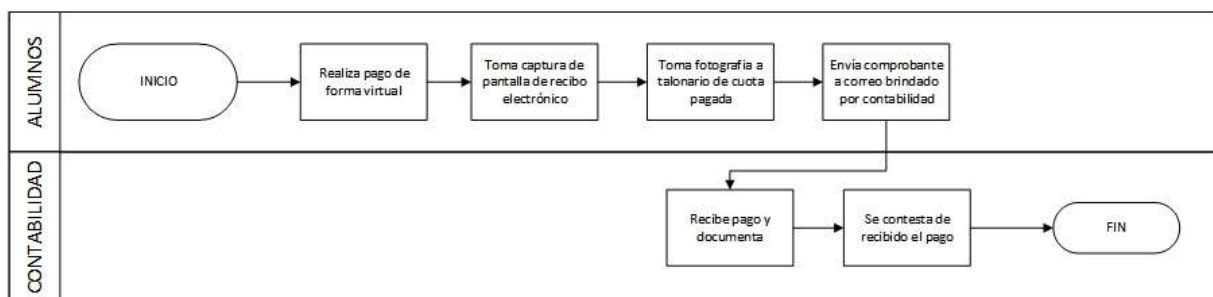 ALUMNOS
INICIO
Realiza pago de
forma virtual
Toma captura de
pantalla de recibo
electrónico
Toma fotografía a
talonario de cuota
pagada
Envía comprobante
a correo brindado
por contabilidad
CONTABILIDAD
Recibe pago y
documenta
Se contesta de
recibido el pago
FIN